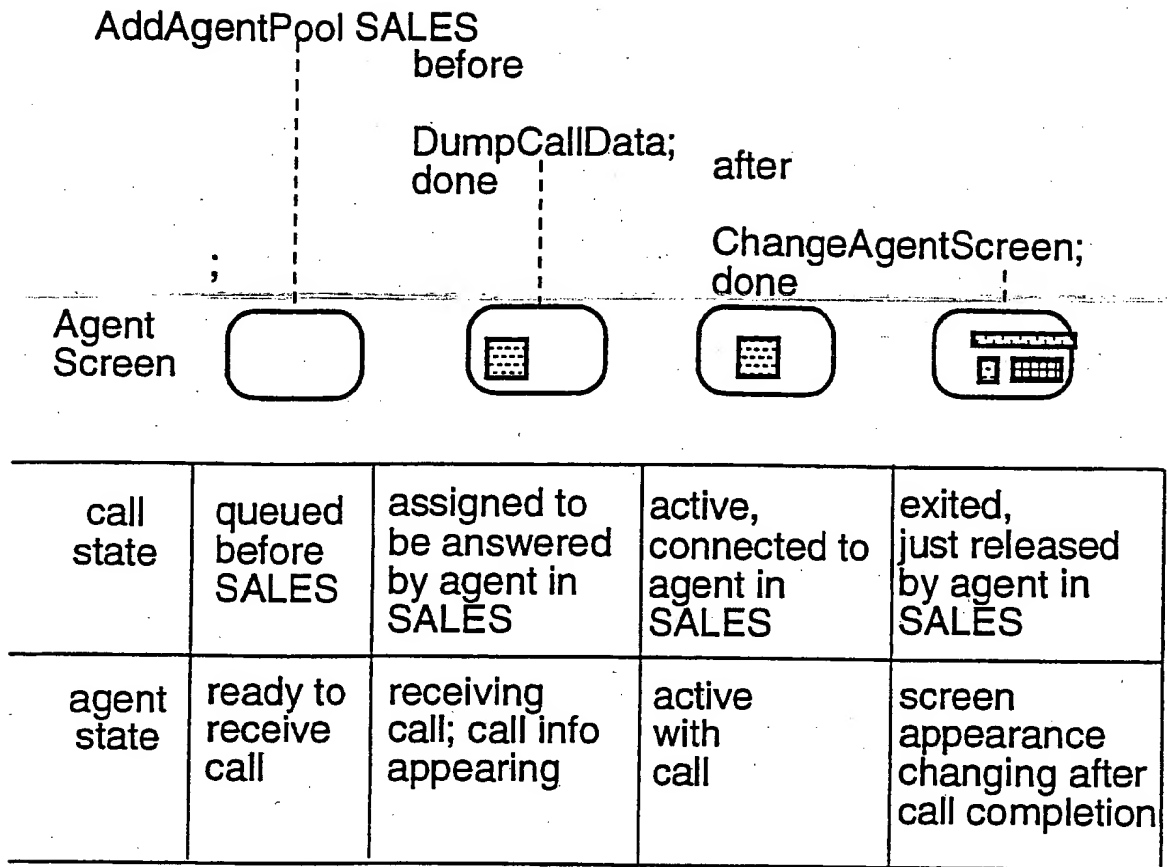 AddAgentPool SALES
before
DumpCallData;
done
after
ChangeAgentScreen;
done
;
Agent
Screen
call
state
queued
before
SALES
assigned to
be answered
by agent in
SALES
active,
connected to
agent in
SALES
exited,
just released
by agent in
SALES
agent
state
ready to
receive
call
receiving
call; call info
appearing
active
with
call
screen
appearance
changing after
call completion